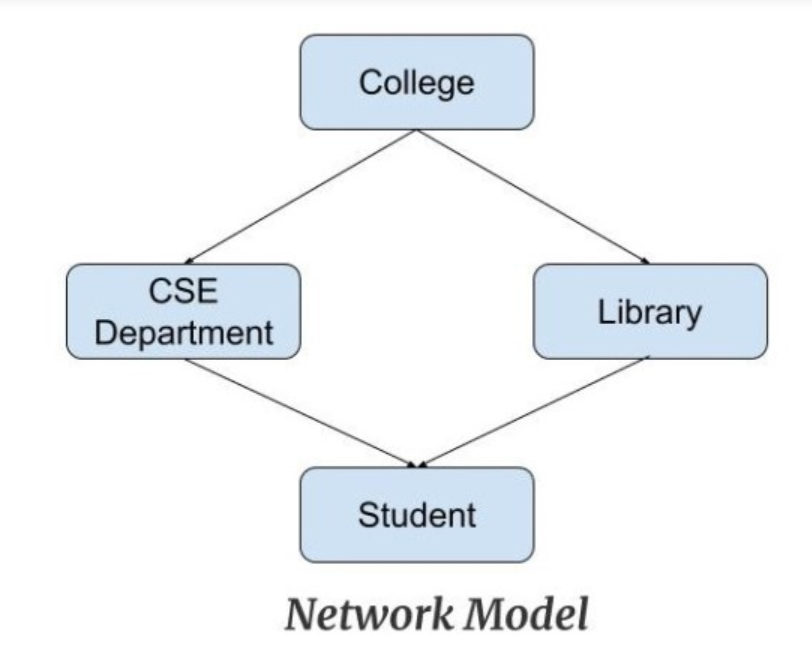 College
CSE
Department
Library
Student
Network Model